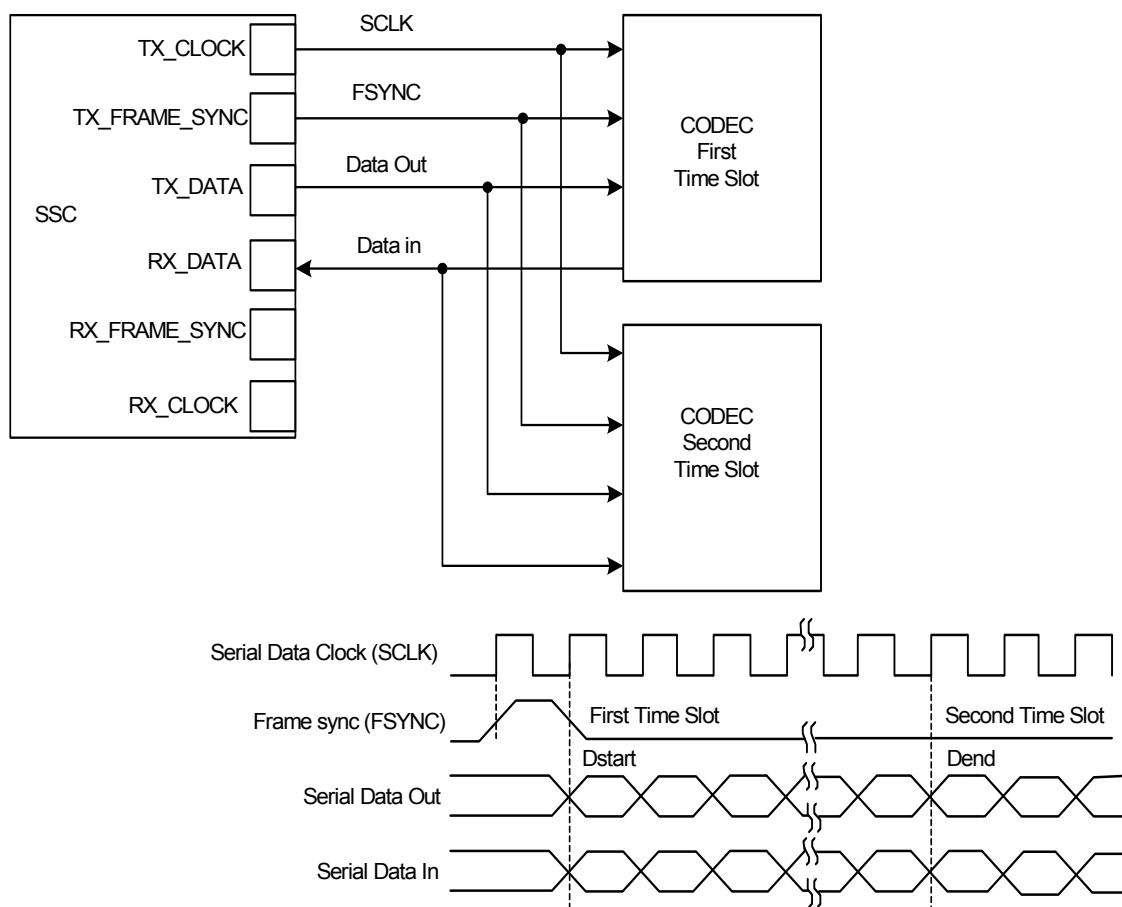 SSC
TX_CLOCK
TX_FRAME_SYNC
TX_DATA
RX_DATA
RX_FRAME_SYNC
RX_CLOCK
SCLK
FSYNC
Data Out
Data in
CODEC
First
Time Slot
CODEC
Second
Time Slot
Serial Data Clock (SCLK)
Frame sync (FSYNC)
First Time Slot
Second Time Slot
Dstart
Dend
Serial Data Out
Serial Data In